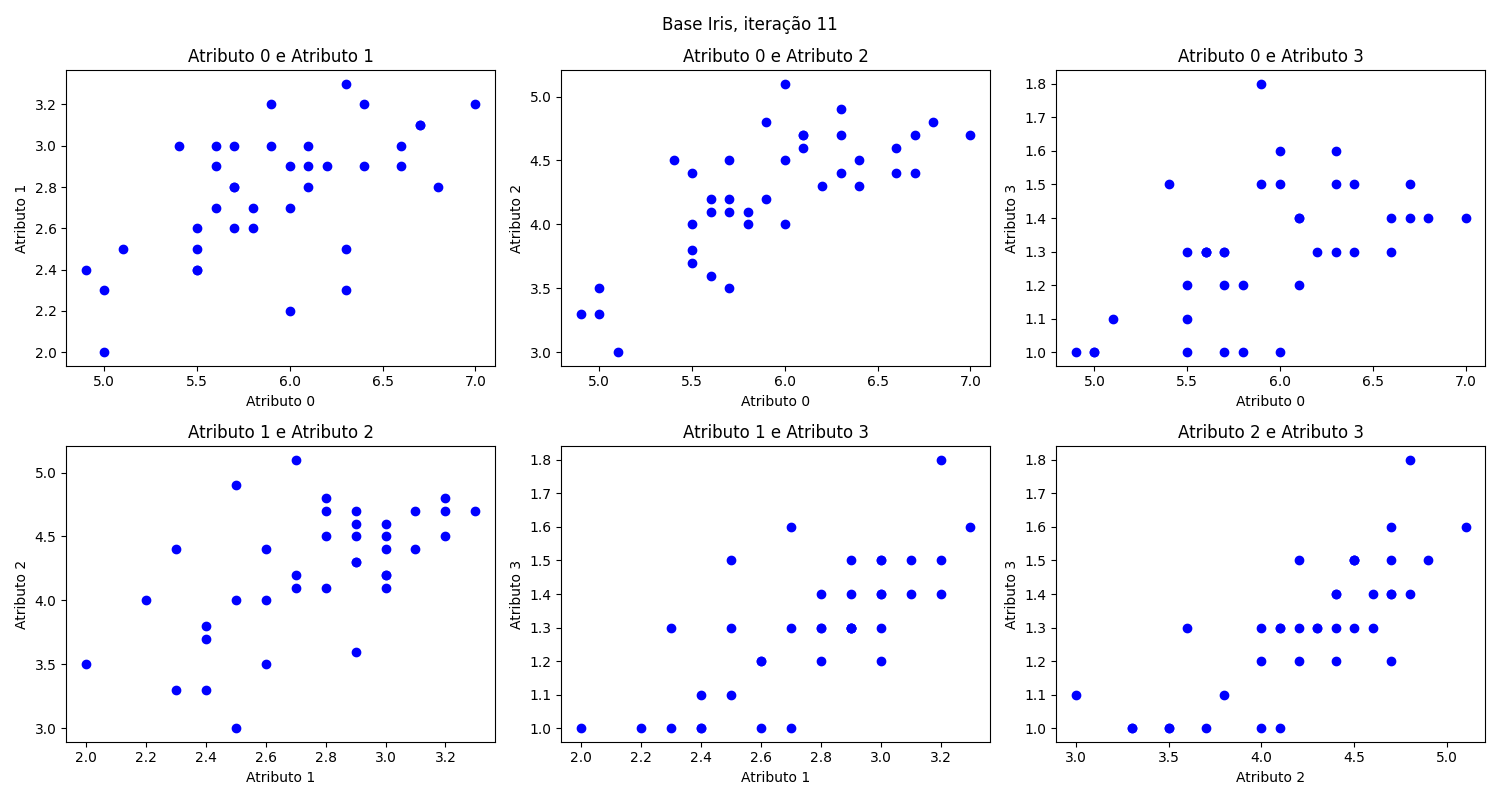 Base Iris, iteração 11
Atributo 0 e Atributo 1
Atributo 1
3.2
3.0
2.8
2.6
2.4
2.2
2.0
5.0 5.5 6.0 6.5 7.0
Atributo 0
Atributo 0 e Atributo 2
Atributo 2
5.0
4.5
4.0
3.5
3.0
5.0 5.5 6.0 6.5 7.0
Atributo 0
Atributo 0 e Atributo 3
Atributo 3
1.8
1.7
1.6
1.5
1.4
1.3
1.2
1.1
1.0
5.0 5.5 6.0 6.5 7.0
Atributo 0
Atributo 1 e Atributo 2
Atributo 2
5.0
4.5
4.0
3.5
3.0
2.0 2.2 2.4 2.6 2.8 3.0 3.2
Atributo 1
Atributo 1 e Atributo 3
Atributo 3
1.8
1.7
1.6
1.5
1.4
1.3
1.2
1.1
1.0
2.0 2.2 2.4 2.6 2.8 3.0 3.2
Atributo 1
Atributo 2 e Atributo 3
Atributo 3
1.8
1.7
1.6
1.5
1.4
1.3
1.2
1.1
1.0
3.0 3.5 4.0 4.5 5.0
Atributo 2